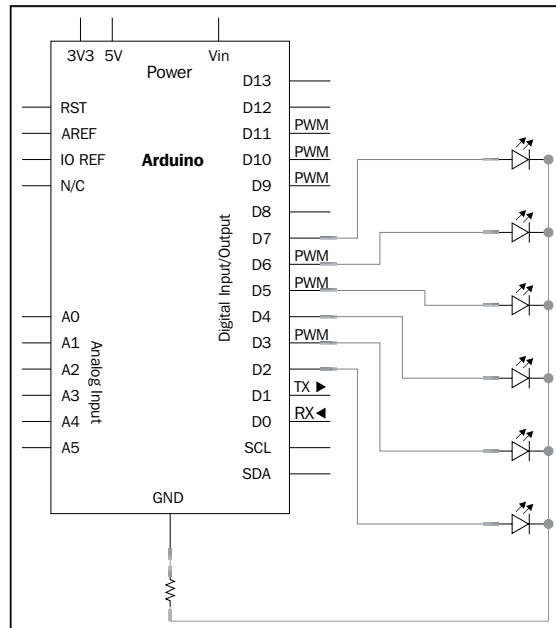 3V3 5V Vin
Power
Arduino
RST
AREF
IO REF
N/C
A0
A1
A2
A3
A4
A5
Analog Input
Digital Input/Output
D13
D12
D11 PWM
D10 PWM
D9 PWM
D8
D7
D6 PWM
D5 PWM
D4
D3 PWM
D2
D1 TX ▶
D0 RX ◀
SCL
SDA
GND